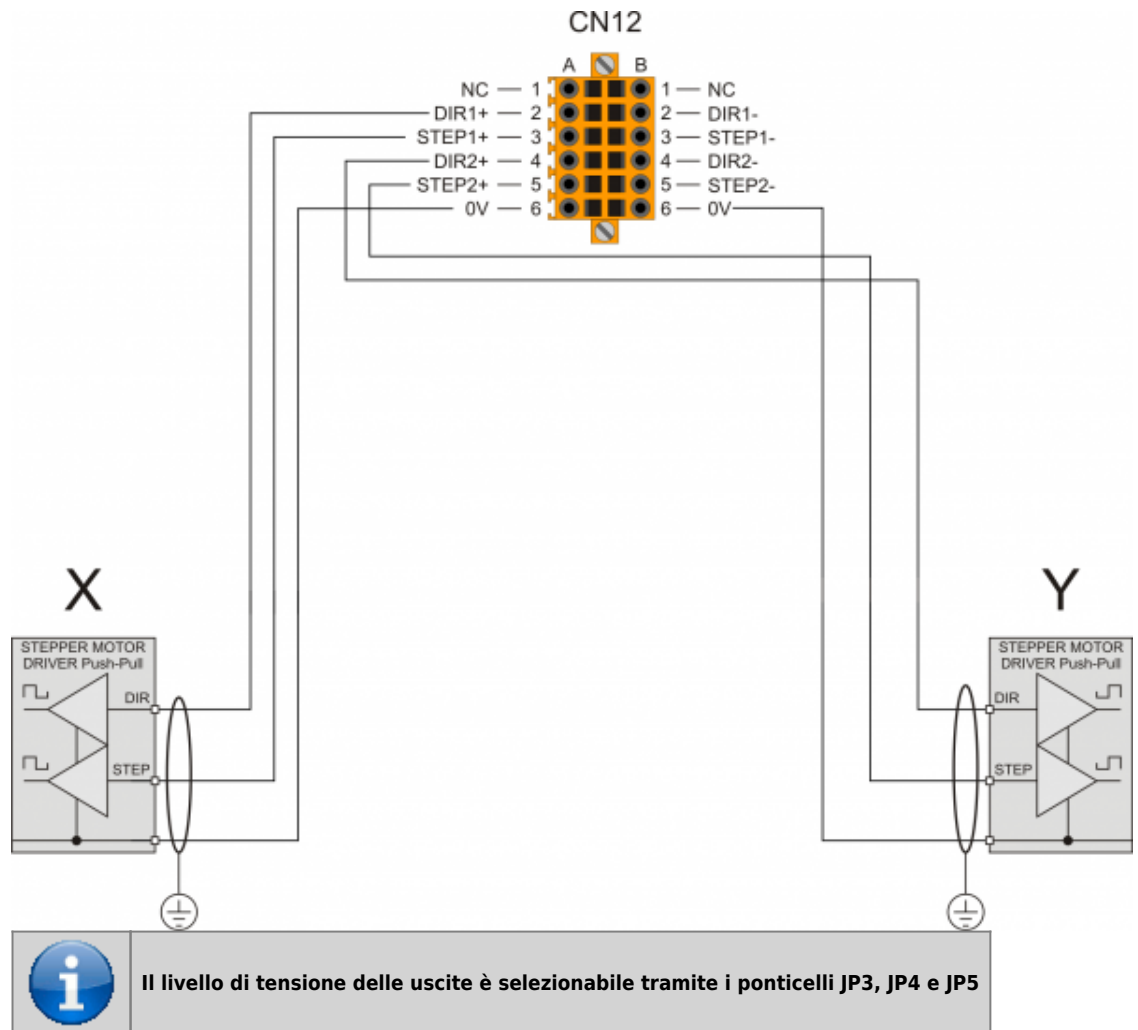 CN12
A B
NC 1 1 NC
DIR1+ 2 2 DIR1-
STEP1+ 3 3 STEP1-
DIR2+ 4 4 DIR2-
STEP2+ 5 5 STEP2-
0V 6 6 0V
X
STEPPER MOTOR
DRIVER Push-Pull
DIR
STEP
Y
STEPPER MOTOR
DRIVER Push-Pull
DIR
STEP
i
Il livello di tensione delle uscite è selezionabile tramite i ponticelli JP3, JP4 e JP5